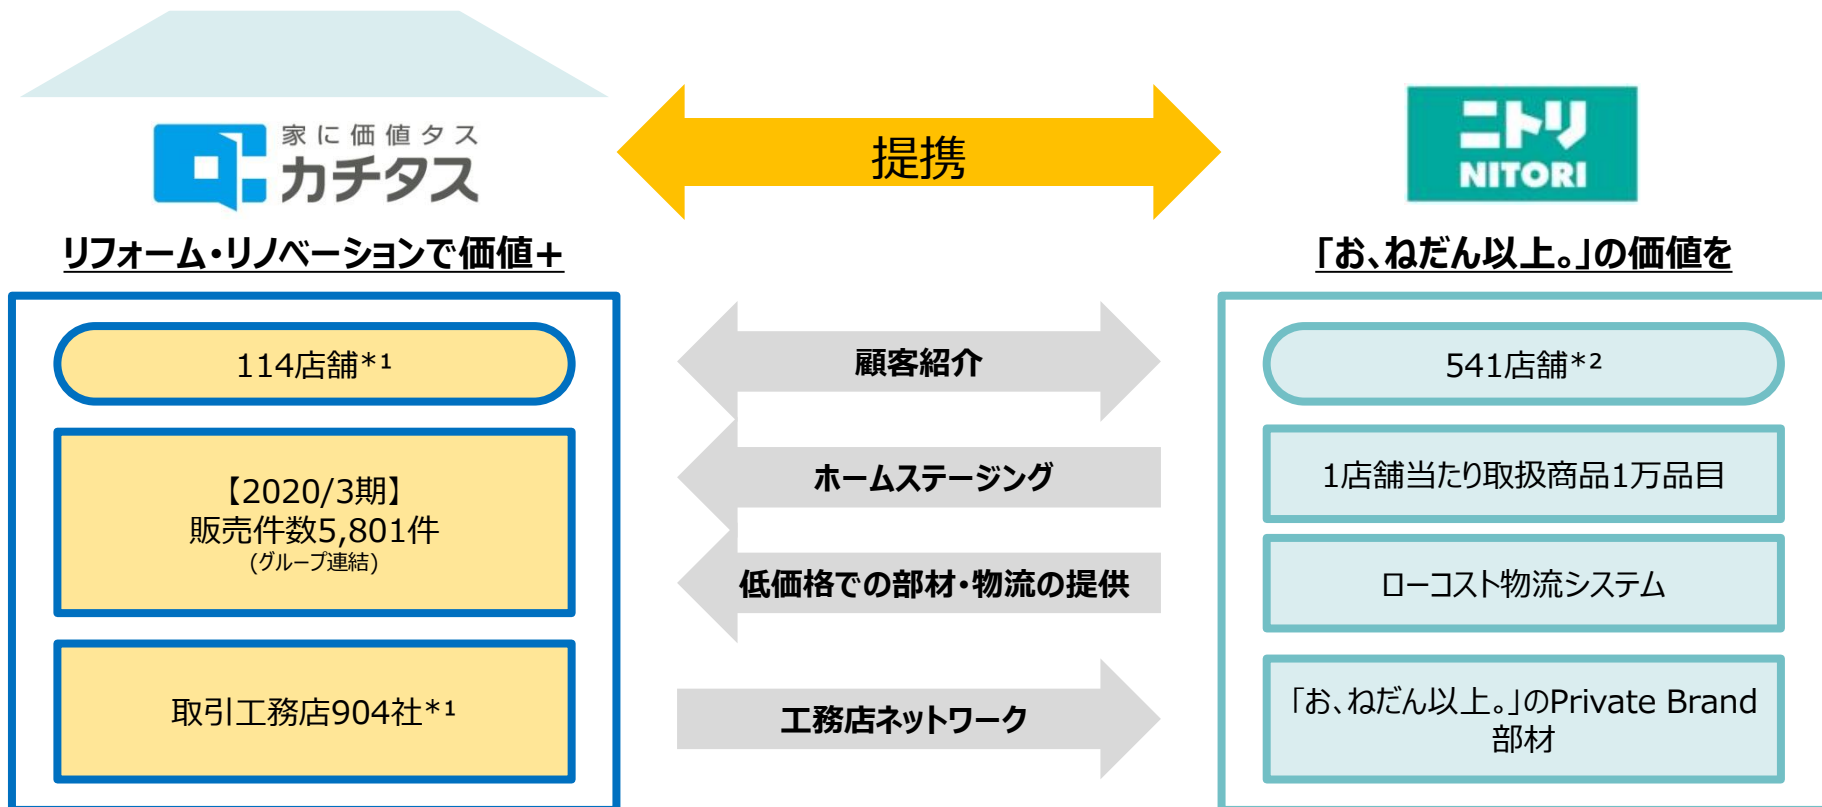 家に価値タス
カチタス
提携
ニトリ
NITORI
リフォーム・リノベーションで価値+
「お、ねだん以上。」の価値を
114店舗*1
【2020/3期】
販売件数5,801件
(グループ連結)
取引工務店904社*1
顧客紹介
ホームステージング
低価格での部材・物流の提供
工務店ネットワーク
541店舗*2
1店舗当たり取扱商品1万品目
ローコスト物流システム
「お、ねだん以上。」のPrivate Brand
部材